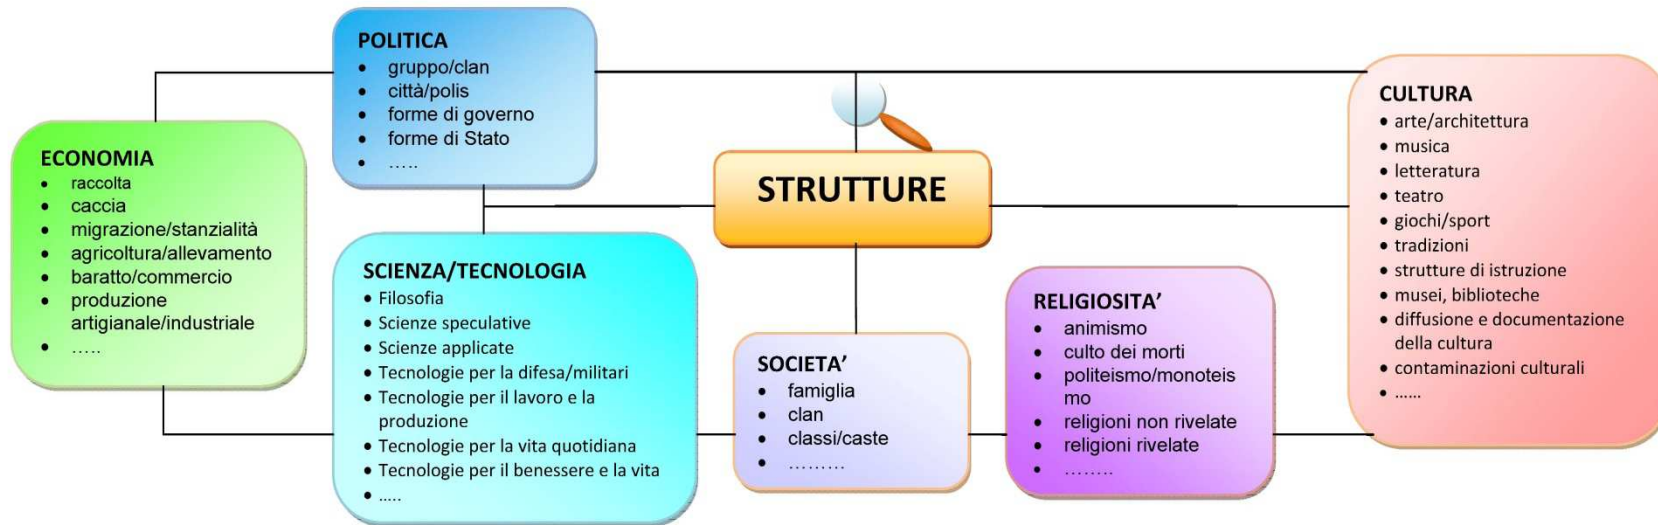 POLITICA
• gruppo/clan
• città/polis
• forme di governo
• forme di Stato
• …..
ECONOMIA
• raccolta
• caccia
• migrazione/stanzialità
• agricoltura/allevamento
• baratto/commercio
• produzione
artigianale/industriale
• …..
STRUTTURE
SCIENZA/TECNOLOGIA
• Filosofia
• Scienze speculative
• Scienze applicate
• Tecnologie per la difesa/militari
• Tecnologie per il lavoro e la
produzione
• Tecnologie per la vita quotidiana
• Tecnologie per il benessere e la vita
• …..
SOCIETA’
• famiglia
• clan
• classi/caste
• ………
RELIGIOSITA’
• animismo
• culto dei morti
• politeismo/monoteis
mo
• religioni non rivelate
• religioni rivelate
• ……..
CULTURA
• arte/architettura
• musica
• letteratura
• teatro
• giochi/sport
• tradizioni
• strutture di istruzione
• musei, biblioteche
• diffusione e documentazione
della cultura
• contaminazioni culturali
• ……